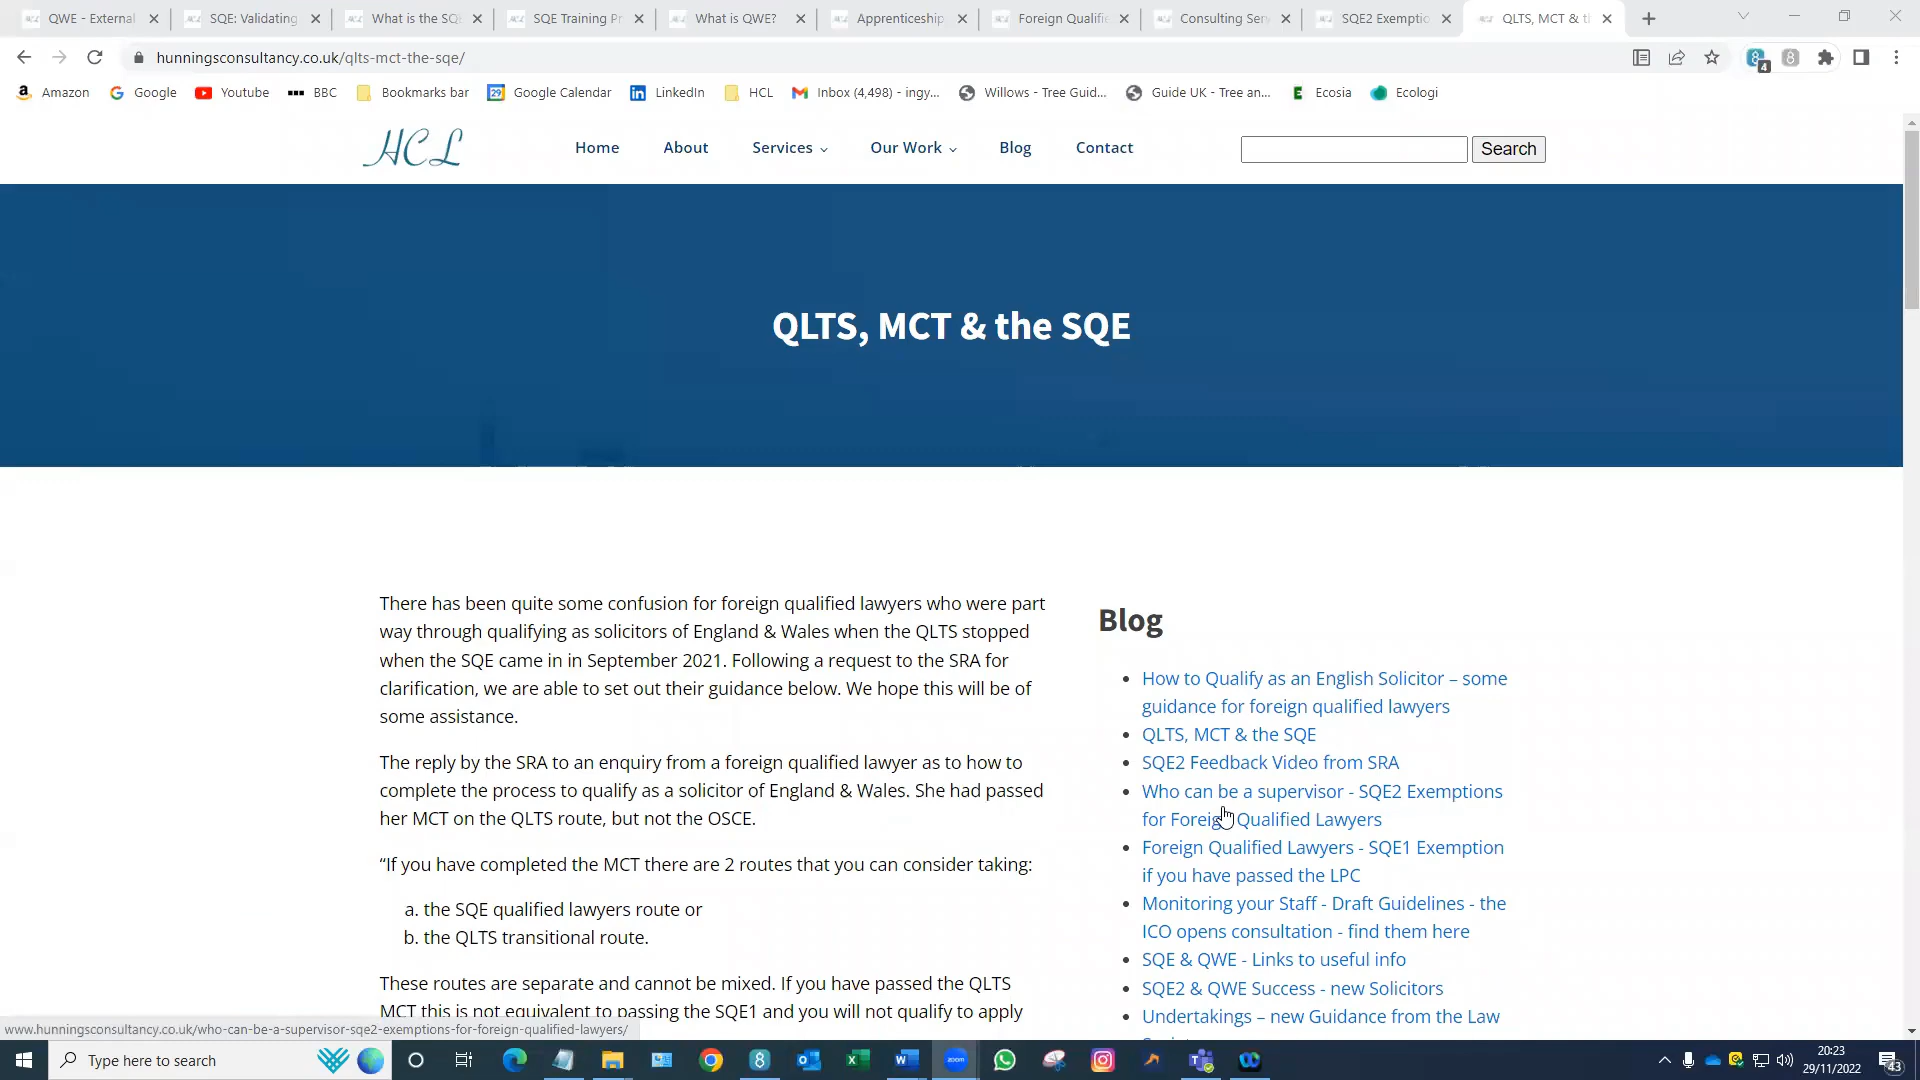 QWE - External
SQE: Validating
What is the SQ
SQE Training Pr
What is QWE?
Apprenticeship
Foreign Qualifi
Consulting Ser
SQE2 Exemptio
QLTS, MCT & t
hunningsconsultancy.co.uk/qlts-mct-the-sqe/
4
Amazon
Google
Youtube
BBC
Bookmarks bar
29
Google Calendar
LinkedIn
HCL
Inbox (4,498) - ingy...
Willows - Tree Guid...
Guide UK - Tree an...
Ecosia
Ecologi
HCL
Home
About
Services
Our Work
Blog
Contact
Search
QLTS, MCT & the SQE
There has been quite some confusion for foreign qualified lawyers who were part
way through qualifying as solicitors of England & Wales when the QLTS stopped
when the SQE came in in September 2021. Following a request to the SRA for
clarification, we are able to set out their guidance below. We hope this will be of
some assistance.
The reply by the SRA to an enquiry from a foreign qualified lawyer as to how to
complete the process to qualify as a solicitor of England & Wales. She had passed
her MCT on the QLTS route, but not the OSCE.
“If you have completed the MCT there are 2 routes that you can consider taking:
a. the SQE qualified lawyers route or
b. the QLTS transitional route.
These routes are separate and cannot be mixed. If you have passed the QLTS
MCT this is not equivalent to passing the SQE1 and you will not qualify to apply
Blog
How to Qualify as an English Solicitor – some
guidance for foreign qualified lawyers
QLTS, MCT & the SQE
SQE2 Feedback Video from SRA
Who can be a supervisor - SQE2 Exemptions
for Foreign Qualified Lawyers
Foreign Qualified Lawyers - SQE1 Exemption
if you have passed the LPC
Monitoring your Staff - Draft Guidelines - the
ICO opens consultation - find them here
SQE & QWE - Links to useful info
SQE2 & QWE Success - new Solicitors
Undertakings – new Guidance from the Law
www.hunningsconsultancy.co.uk/who-can-be-a-supervisor-sqe2-exemptions-for-foreign-qualified-lawyers/
Type here to search
zoom
20:23
29/11/2022
43